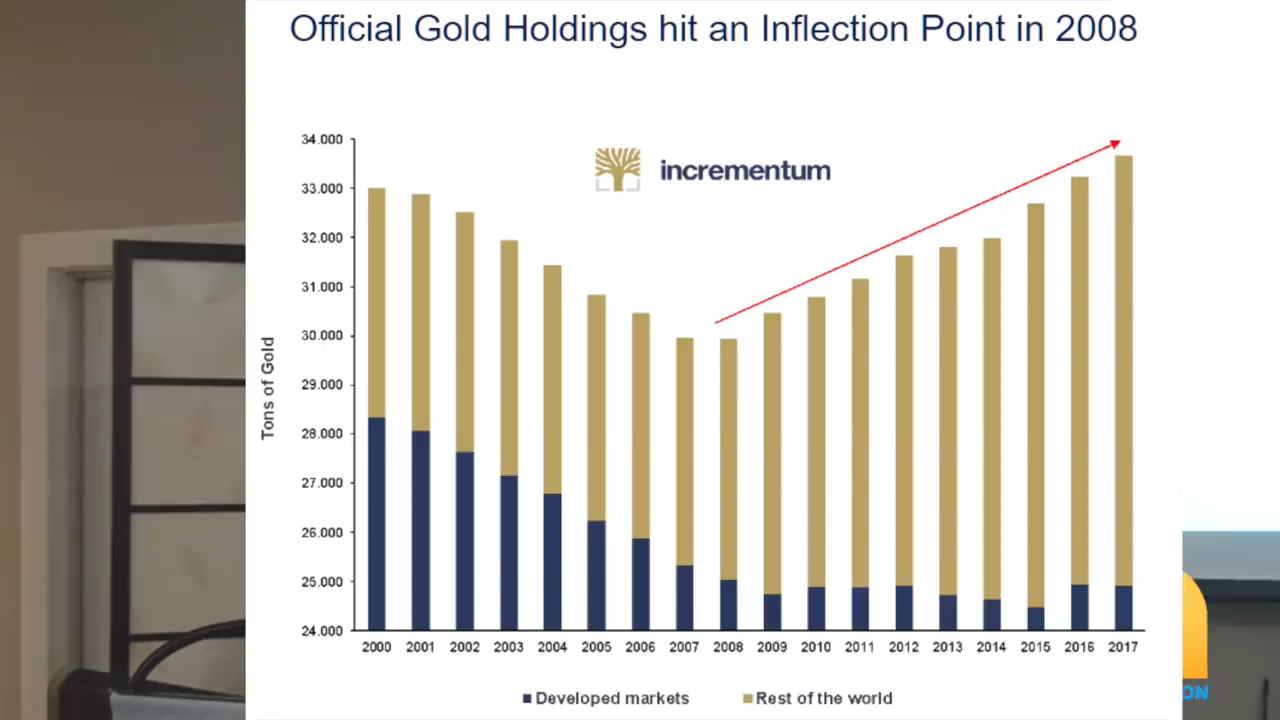 Official Gold Holdings hit an Inflection Point in 2008
incrementum
34.000
33.000
32.000
31.000
30.000
29.000
28.000
27.000
26.000
25.000
24.000
Tons of Gold
2000 2001 2002 2003 2004 2005 2006 2007 2008 2009 2010 2011 2012 2013 2014 2015 2016 2017
Developed markets Rest of the world
ON